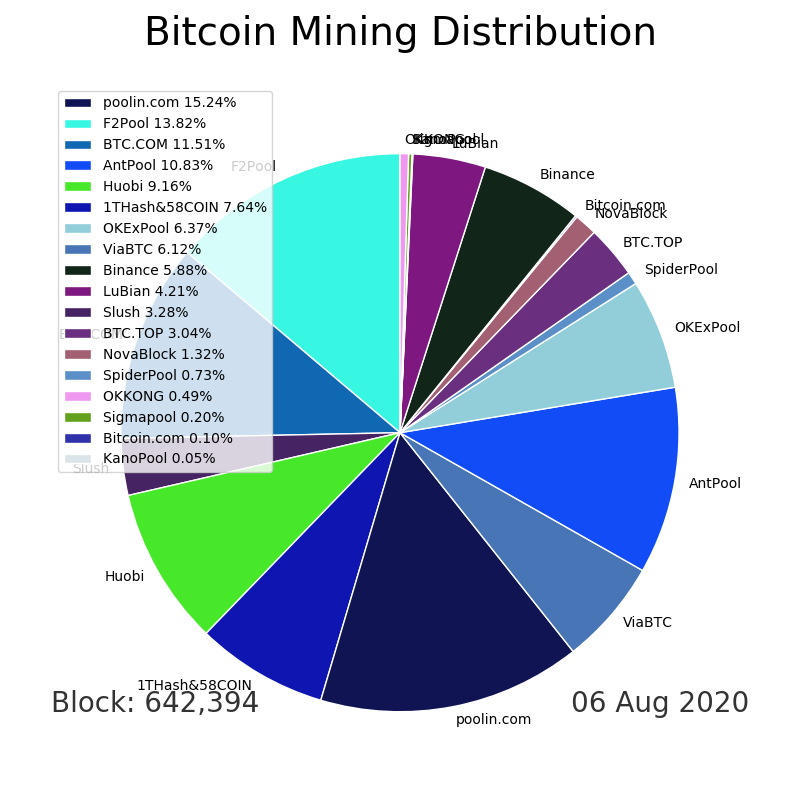 Bitcoin Mining Distribution
poolin.com 15.24%
F2Pool 13.82%
BTC.COM 11.51%
AntPool 10.83%
Huobi 9.16%
1THash&58COIN 7.64%
OKExPool 6.37%
ViaBTC 6.12%
Binance 5.88%
LuBian 4.21%
Slush 3.28%
BTC.TOP 3.04%
NovaBlock 1.32%
SpiderPool 0.73%
OKKONG 0.49%
Sigmapool 0.20%
Bitcoin.com 0.10%
KanoPool 0.05%
LuBian
Binance
Bitcoin.com
NovaBlock
BTC.TOP
SpiderPool
OKExPool
AntPool
ViaBTC
poolin.com
1THash&58COIN
Huobi
Slush
F2Pool
Block: 642,394
06 Aug 2020